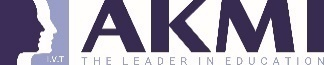 AKMI
I.V.T
THE LEADER IN EDUCATION